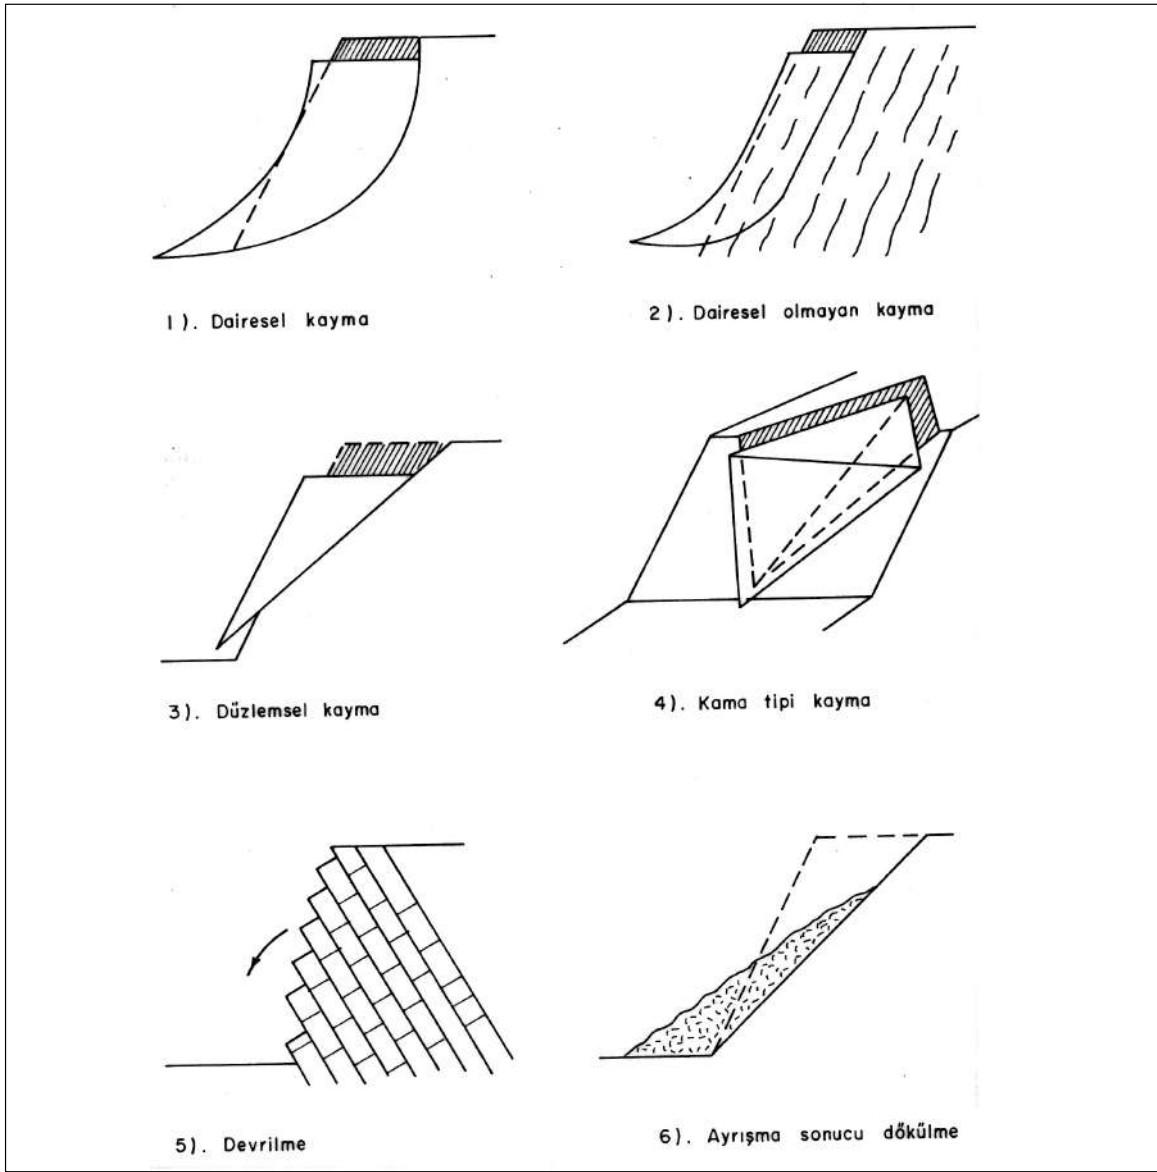 1). Dairesel kayma
2). Dairesel olmayan kayma
3). Düzlemsel kayma
4). Kama tipi kayma
5). Devrilme
6). Ayrışma sonucu dökülme